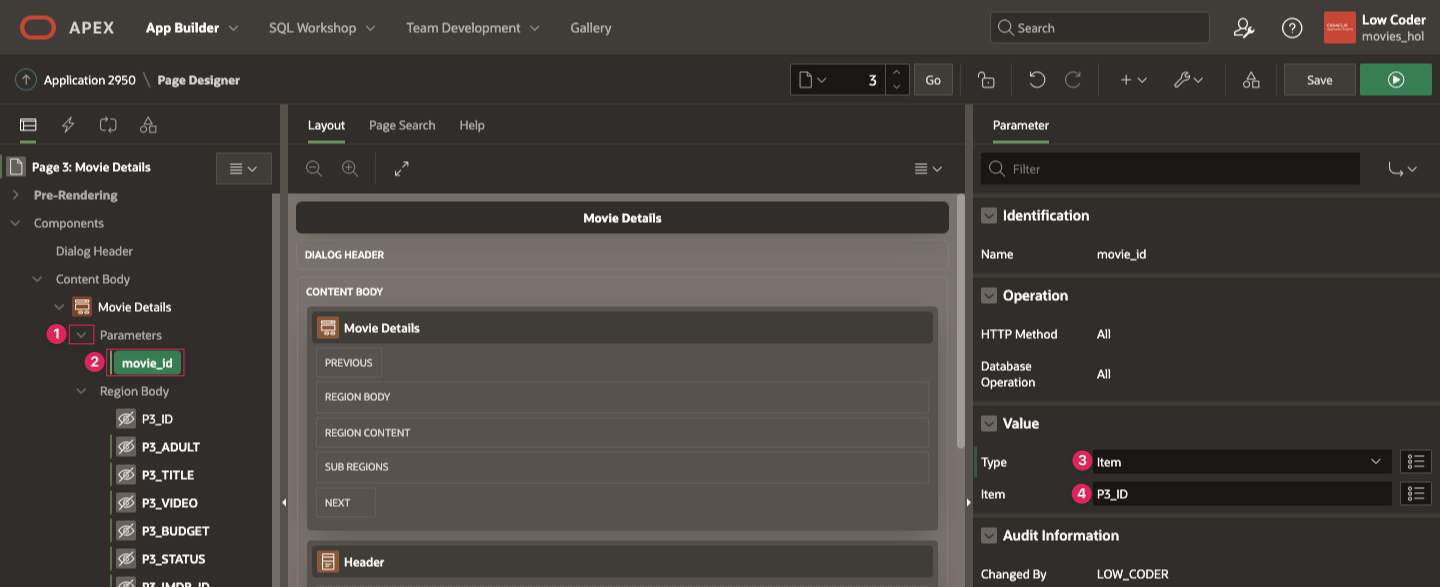 APEX App Builder SQL Workshop Team Development Gallery Search ? Low Coder
movies_hol
Application 2950 \ Page Designer 3 Go Save
Layout Page Search Help Parameter
Page 3: Movie Details Filter
Pre-Rendering
Components
Dialog Header
Content Body
Movie Details
1 Parameters
2 movie_id
Region Body
P3_ID
P3_ADULT
P3_TITLE
P3_VIDEO
P3_BUDGET
P3_STATUS
P3_IMDB_ID
Movie Details
DIALOG HEADER
CONTENT BODY
Movie Details
PREVIOUS
REGION BODY
REGION CONTENT
SUB REGIONS
NEXT
Header
Identification
Name movie_id
Operation
HTTP Method All
Database
Operation All
Value
Type 3 Item
Item 4 P3_ID
Audit Information
Changed By LOW_CODER